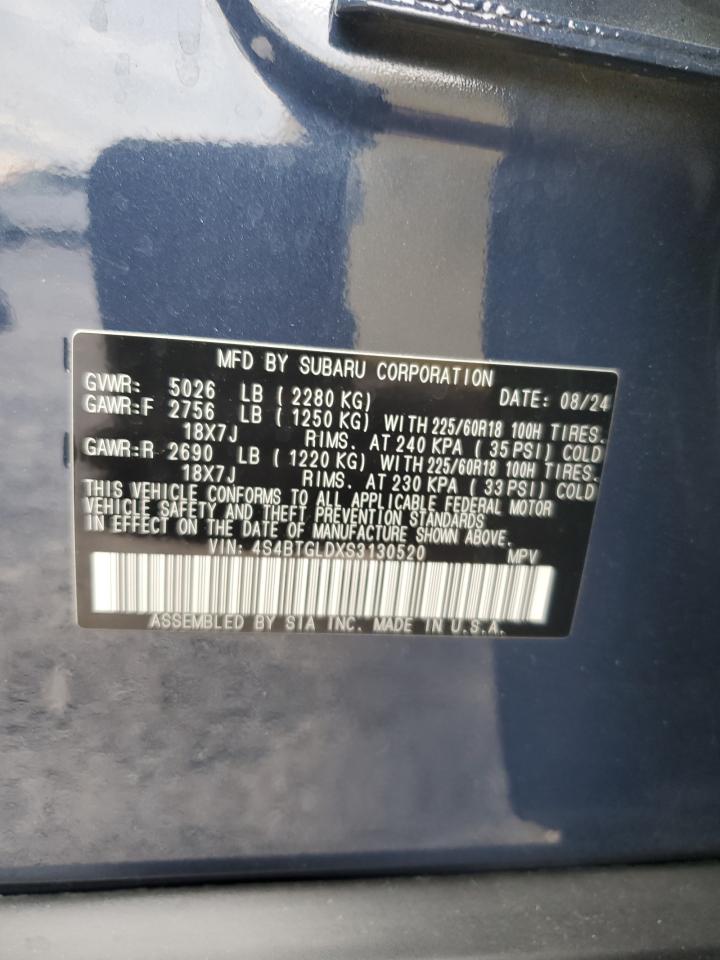 MFD BY SUBARU CORPORATION
GVWR: 5026 LB ( 2280 KG) DATE: 08/24
GAWR:F 2756 LB ( 1250 KG) WITH 225/60R18 100H TIRES.
18X7J RIMS. AT 240 KPA ( 35 PSI) COLD
GAWR:R 2690 LB ( 1220 KG) WITH 225/60R18 100H TIRES.
18X7J RIMS. AT 230 KPA ( 33 PSI) COLD
THIS VEHICLE CONFORMS TO ALL APPLICABLE FEDERAL MOTOR
VEHICLE SAFETY AND THEFT PREVENTION STANDARDS
IN EFFECT ON THE DATE OF MANUFACTURE SHOWN ABOVE.
VIN: 4S4BTGLDXS3130520 MPV
ASSEMBLED BY SIA INC. MADE IN U.S.A.